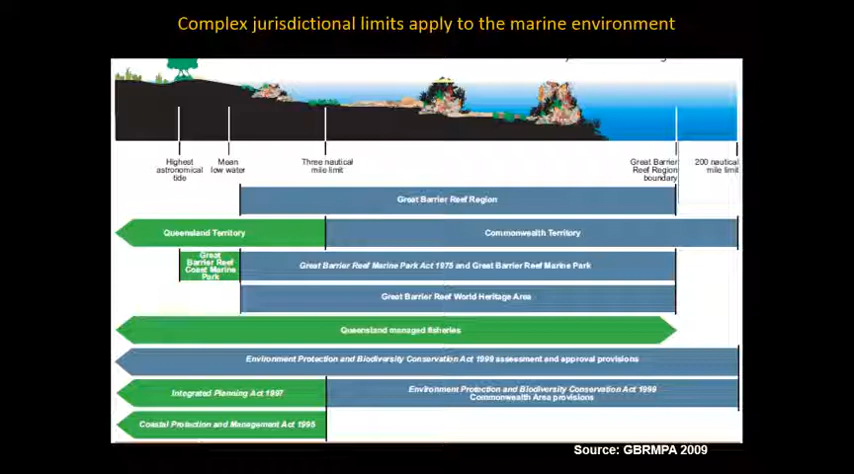 Complex jurisdictional limits apply to the marine environment
Highest
astronomical
tide
Mean
low water
Three nautical
mile limit
Great Barrier
Reef Region
boundary
200 nautical
mile limit
Great Barrier Reef Region
Queensland Territory
Commonwealth Territory
Great
Barrier Reef
Coast Marine
Park
Great Barrier Reef Marine Park Act 1975 and Great Barrier Reef Marine Park
Great Barrier Reef World Heritage Area
Queensland managed fisheries
Environment Protection and Biodiversity Conservation Act 1999 assessment and approval provisions
Integrated Planning Act 1997
Environment Protection and Biodiversity Conservation Act 1999
Commonwealth Area provisions
Coastal Protection and Management Act 1995
Source: GBRMPA 2009